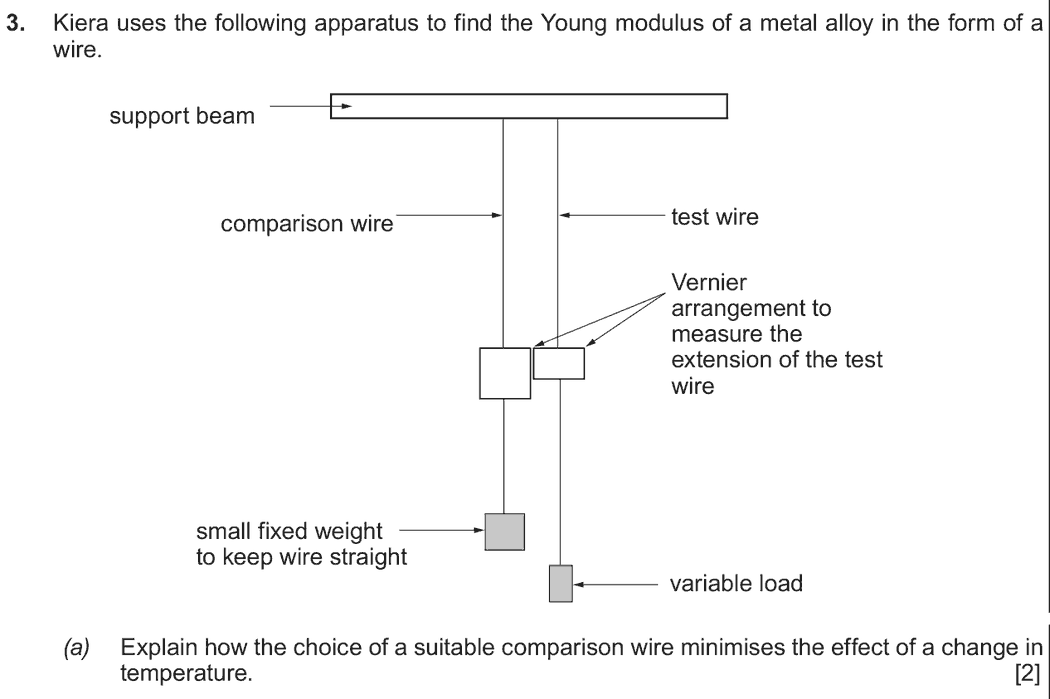 3. Kiera uses the following apparatus to find the Young modulus of a metal alloy in the form of a
wire.
support beam
comparison wire
test wire
Vernier
arrangement to
measure the
extension of the test
wire
small fixed weight
to keep wire straight
variable load
(a) Explain how the choice of a suitable comparison wire minimises the effect of a change in
temperature. [2]